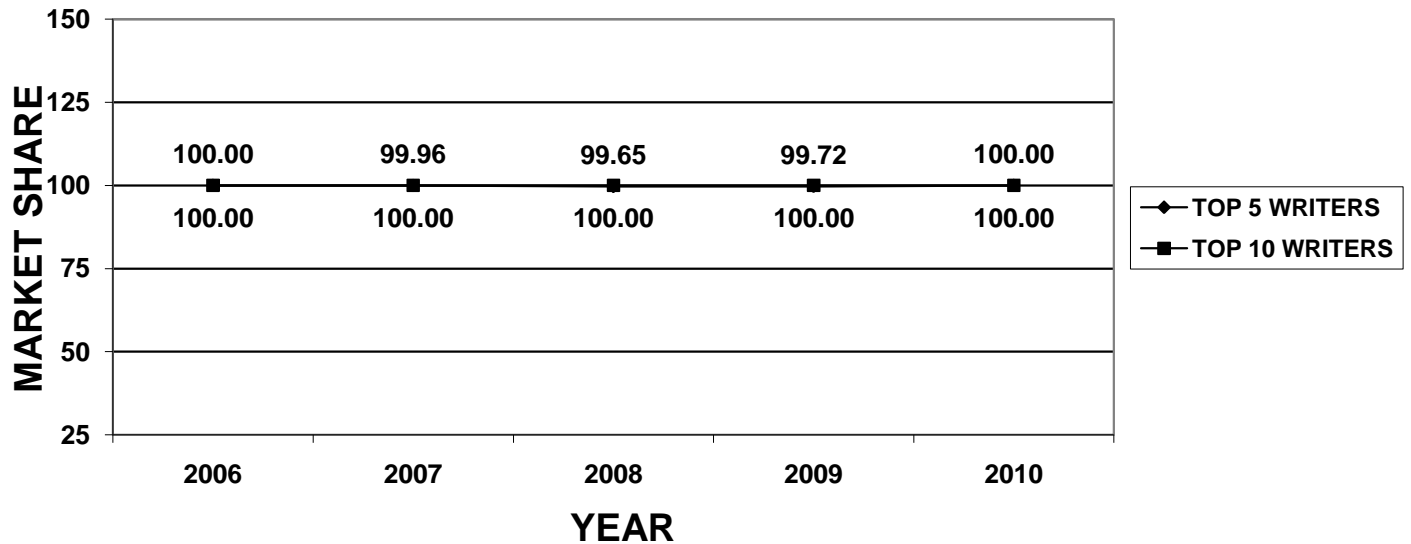 150
125
100
75
50
25
MARKET SHARE
100.00 99.96 99.65 99.72 100.00
100.00 100.00 100.00 100.00 100.00
2006 2007 2008 2009 2010
YEAR
TOP 5 WRITERS
TOP 10 WRITERS